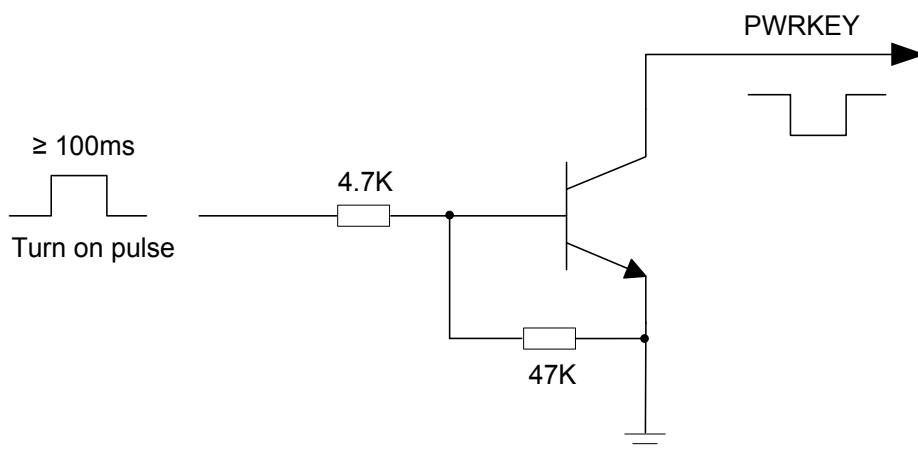 PWRKEY
≥ 100ms
4.7K
Turn on pulse
47K